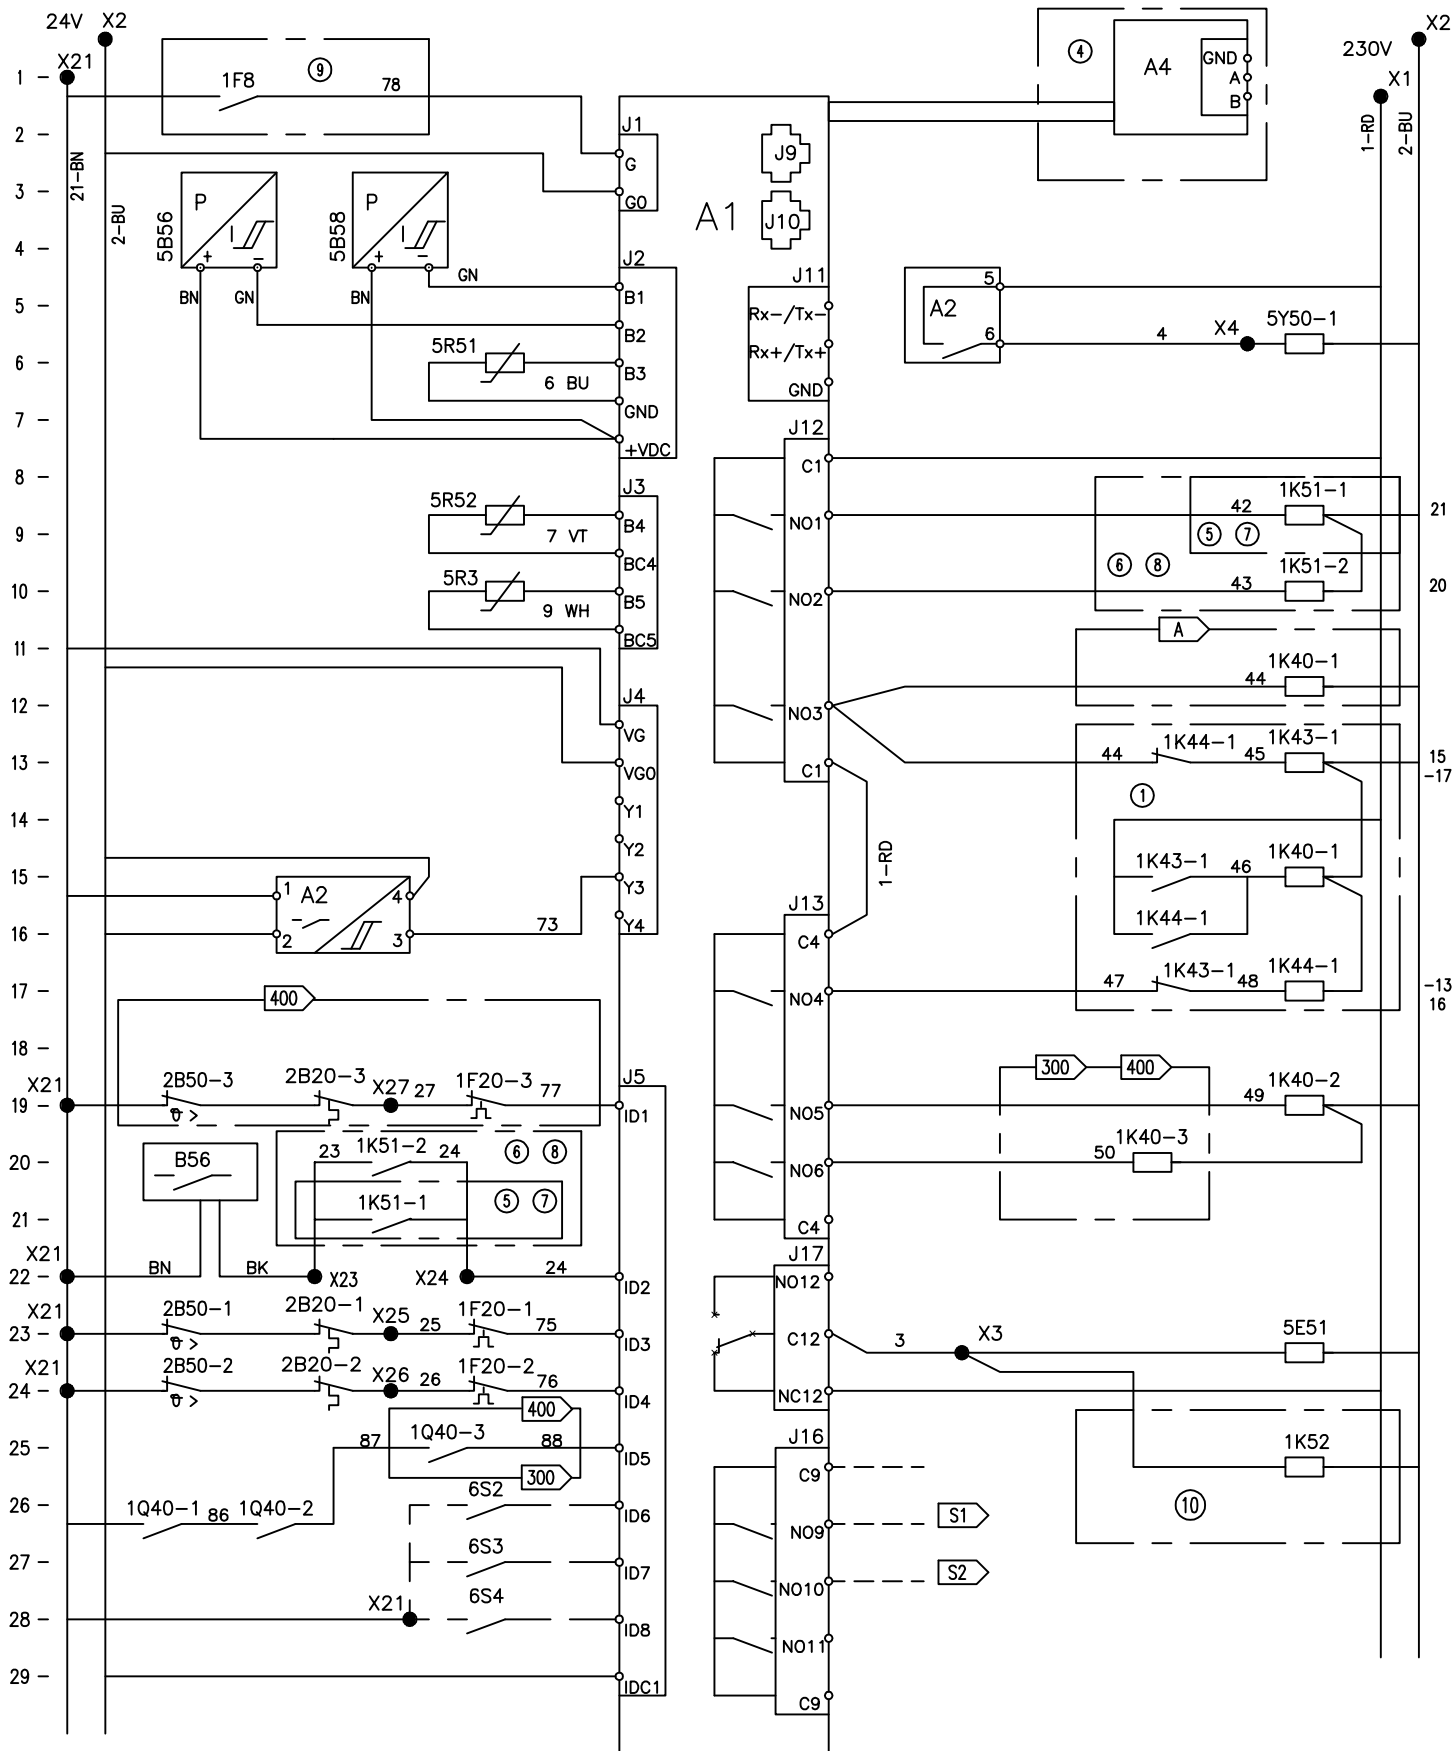 24V X2 230V X2
X21 X1
1 – 1F8 ⑨ 78 ④ A4 GND A B
2 – J1 G J9 1-RD 2-BU
3 – 21-BN 2-BU P P G0 A1 J10
4 – 5B56 I + – 5B58 I + – J2 J11
5 – BN GN BN GN B1 Rx-/Tx- A2 5
6 4 X4 5Y50-1
B2
6 – 5R51 6 BU B3 Rx+/Tx+
GND GND
7 – +VDC J12
C1
8 – J3 1K51-1
9 – 5R52 7 VT B4 NO1 42 ⑤ ⑦ 21
BC4 ⑥ ⑧ 1K51-2
10 – 5R3 9 WH B5 NO2 43 20
BC5
11 – A
1K40-1
12 – J4 NO3 44
VG
13 – VG0 C1 44 1K44-1 45 1K43-1 15
-17
14 – Y1 ①
Y2 1-RD
15 – 1 A2 4 Y3 1K43-1 46 1K40-1
J13
16 – 2 3 73 Y4 C4 1K44-1
17 – 400 NO4 47 1K43-1 48 1K44-1 -13
16
18 – 300 400
X21 2B50-3 2B20-3 X27 27 1F20-3 77 J5 1K40-2
19 – ϑ > ID1 NO5 49
20 – B56 23 1K51-2 24 ⑥ ⑧ NO6 50 1K40-3
21 – 1K51-1 ⑤ ⑦ C4
X21 J17
22 – BN BK X23 X24 24 ID2 NO12
X21 2B50-1 2B20-1 X25 25 1F20-1 75
23 – ϑ > ID3 C12 3 X3 5E51
X21 2B50-2 2B20-2 X26 26 1F20-2 76
24 – ϑ > ID4 NC12
400 J16
25 – 87 1Q40-3 88 ID5 C9 1K52
300
26 – 1Q40-1 86 1Q40-2 6S2 ID6 NO9 S1 ⑩
27 – 6S3 ID7 NO10 S2
28 – X21 6S4 ID8 NO11
29 – IDC1 C9